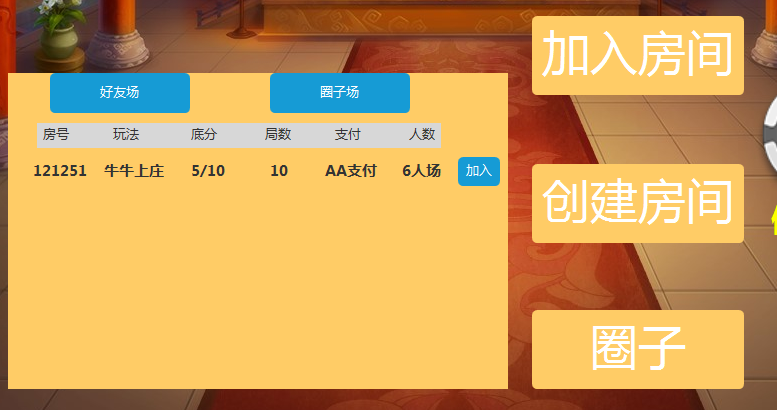 好友场 圈子场
房号 玩法 底分 局数 支付 人数
121251 牛牛上庄 5/10 10 AA支付 6人场 加入
加入房间
创建房间
圈子